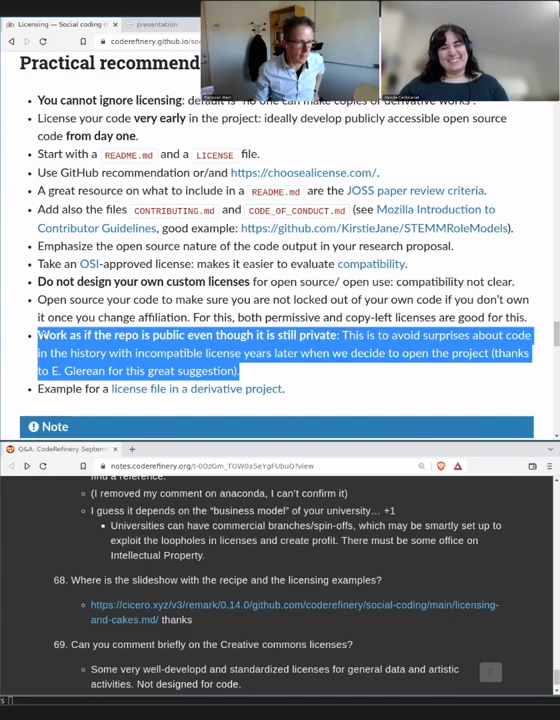 Licensing — Social coding
presentation
coderefinery.github.io/so
Practical recommend
You cannot ignore licensing: default is "no one can make copies or derivative works".
License your code very early in the project: ideally develop publicly accessible open source
code from day one.
Start with a README.md and a LICENSE file.
Use GitHub recommendation or/and https://choosealicense.com/.
A great resource on what to include in a README.md are the JOSS paper review criteria.
Add also the files CONTRIBUTING.md and CODE_OF_CONDUCT.md (see Mozilla Introduction to
Contributor Guidelines, good example: https://github.com/KirstieJane/STEMMRoleModels).
Emphasize the open source nature of the code output in your research proposal.
Take an OSI-approved license: makes it easier to evaluate compatibility.
Do not design your own custom licenses for open source/ open use: compatibility not clear.
Open source your code to make sure you are not locked out of your own code if you don't own
it once you change affiliation. For this, both permissive and copy-left licenses are good for this.
Work as if the repo is public even though it is still private: This is to avoid surprises about code
in the history with incompatible license years later when we decide to open the project (thanks
to E. Glerean for this great suggestion).
Example for a license file in a derivative project.
Note
Q&A: CodeRefinery Septem
notes.coderefinery.org/t-0OzGm_TOW0a5eYgFUbuQ?view
find a reference.
(I removed my comment on anaconda, I can't confirm it)
I guess it depends on the "business model" of your university… +1
Universities can have commercial branches/spin-offs, which may be smartly set up to
exploit the loopholes in licenses and create profit. There must be some office on
Intellectual Property.
68. Where is the slideshow with the recipe and the licensing examples?
https://cicero.xyz/v3/remark/0.14.0/github.com/coderefinery/social-coding/main/licensing-
and-cakes.md/ thanks
69. Can you comment briefly on the Creative commons licenses?
Some very well-developd and standardized licenses for general data and artistic
activities. Not designed for code.
$